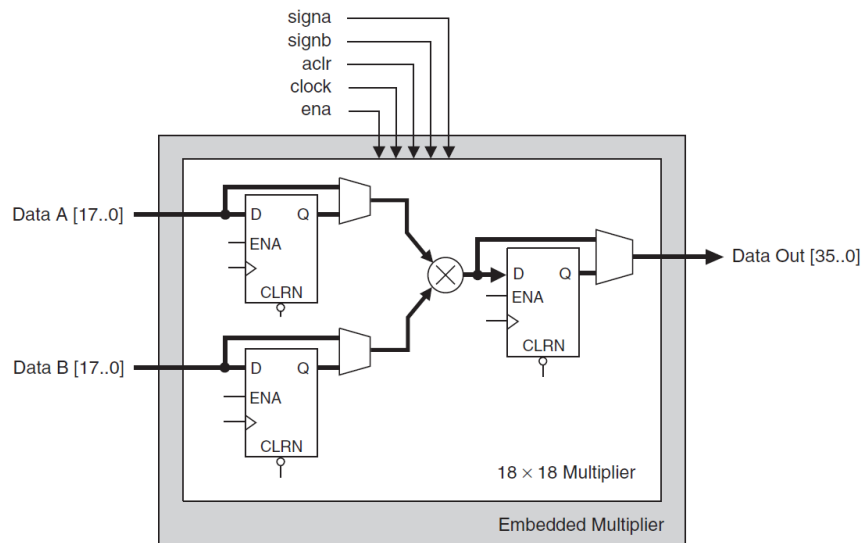 signa
signb
aclr
clock
ena
Data A [17..0]
D Q
ENA
CLRN
Data Out [35..0]
D Q
ENA
CLRN
Data B [17..0]
D Q
ENA
CLRN
18 × 18 Multiplier
Embedded Multiplier